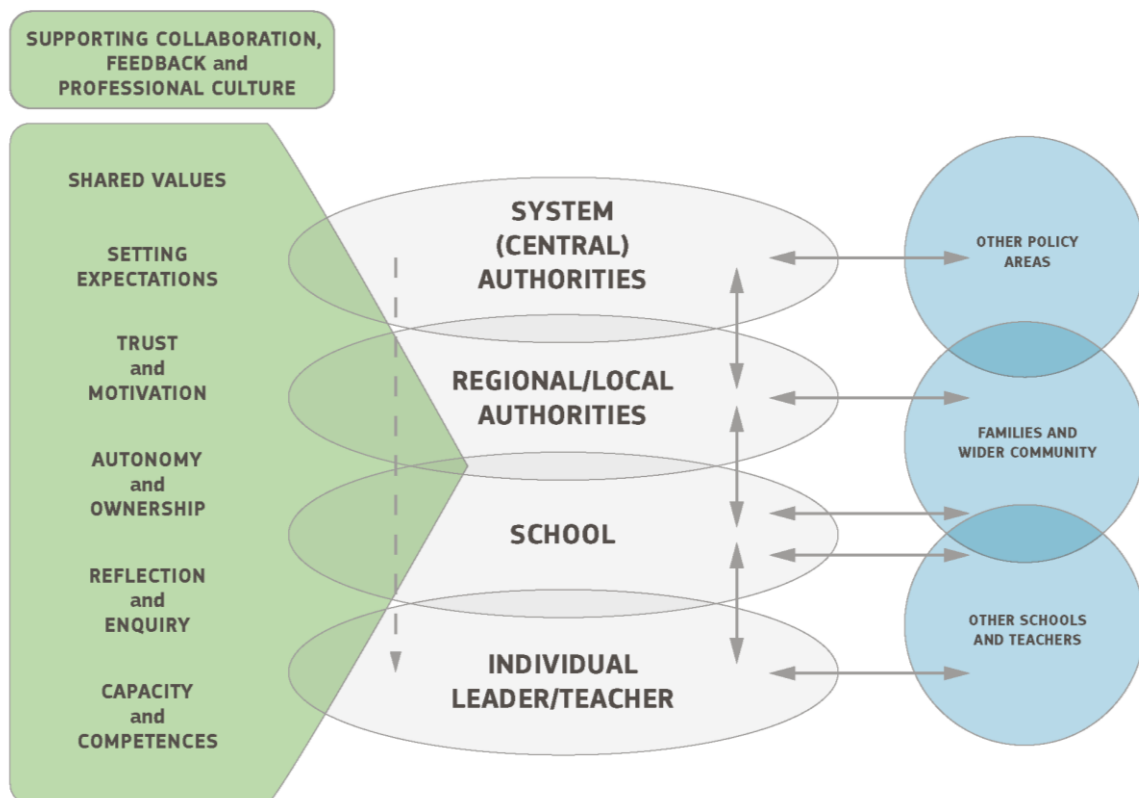 SUPPORTING COLLABORATION,
FEEDBACK and
PROFESSIONAL CULTURE
SHARED VALUES
SETTING
EXPECTATIONS
TRUST
and
MOTIVATION
AUTONOMY
and
OWNERSHIP
REFLECTION
and
ENQUIRY
CAPACITY
and
COMPETENCES
SYSTEM
(CENTRAL)
AUTHORITIES
REGIONAL/LOCAL
AUTHORITIES
SCHOOL
INDIVIDUAL
LEADER/TEACHER
OTHER POLICY
AREAS
FAMILIES AND
WIDER COMMUNITY
OTHER SCHOOLS
AND TEACHERS